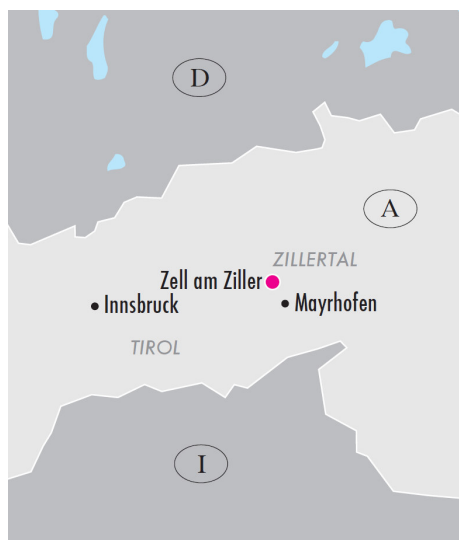 D
A
ZILLERTAL
Zell am Ziller
Innsbruck
Mayrhofen
TIROL
I